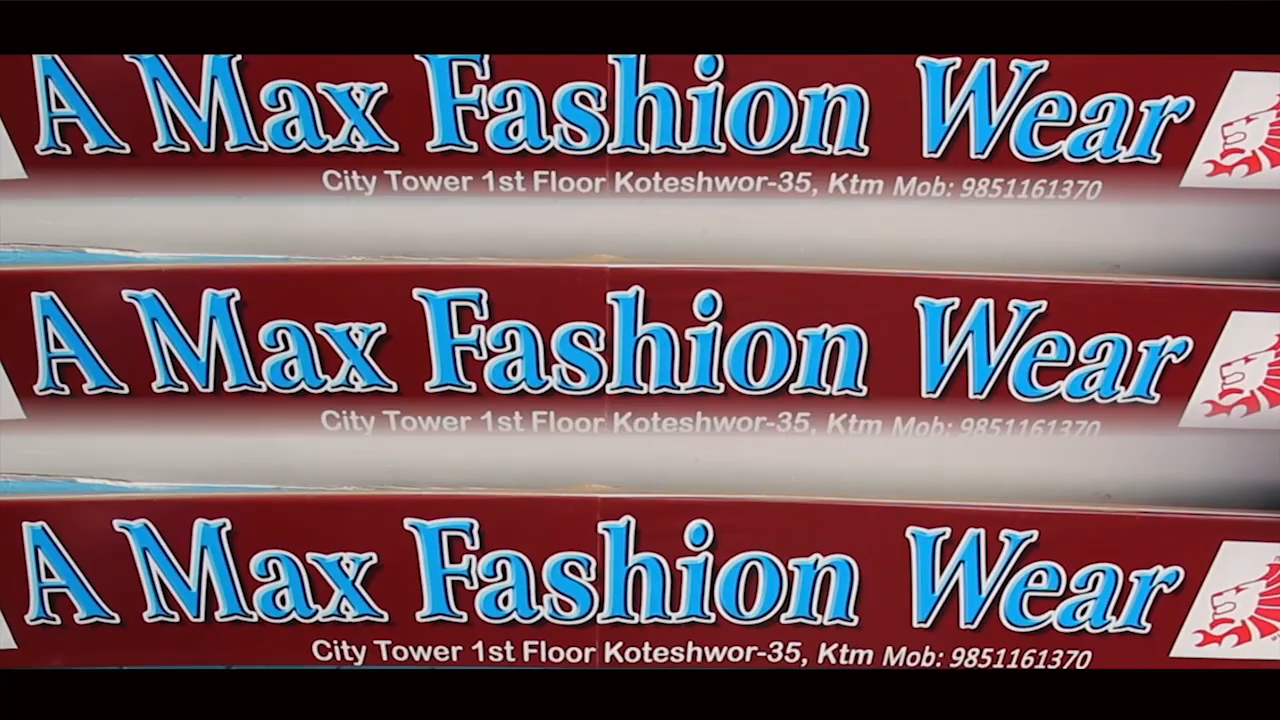 A Max Fashion Wear
City Tower 1st Floor Koteshwor-35, Ktm Mob: 9851161370
A Max Fashion Wear
City Tower 1st Floor Koteshwor-35, Ktm Mob: 9851161370
A Max Fashion Wear
City Tower 1st Floor Koteshwor-35, Ktm Mob: 9851161370